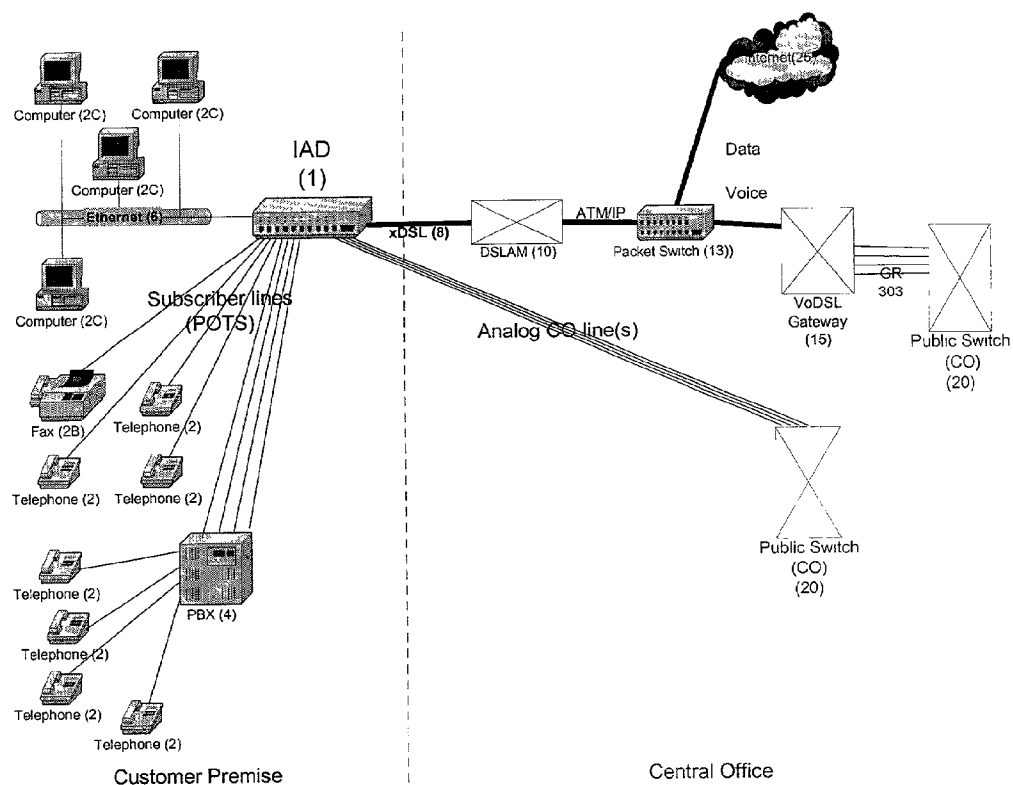 Internet(26)
Computer (2C)
Computer (2C)
IAD
(1)
Data
Computer (2C)
Voice
Ethernet (6)
ATM/IP
xDSL (8)
DSLAM (10)
Packet Switch (13))
GR
303
Computer (2C)
Subscriber lines
(POTS)
VoDSL
Gateway
(15)
Analog CO line(s)
Public Switch
(CO)
(20)
Fax (2B)
Telephone (2)
Telephone (2)
Telephone (2)
Public Switch
(CO)
(20)
Telephone (2)
PBX (4)
Telephone (2)
Telephone (2)
Telephone (2)
Customer Premise
Central Office